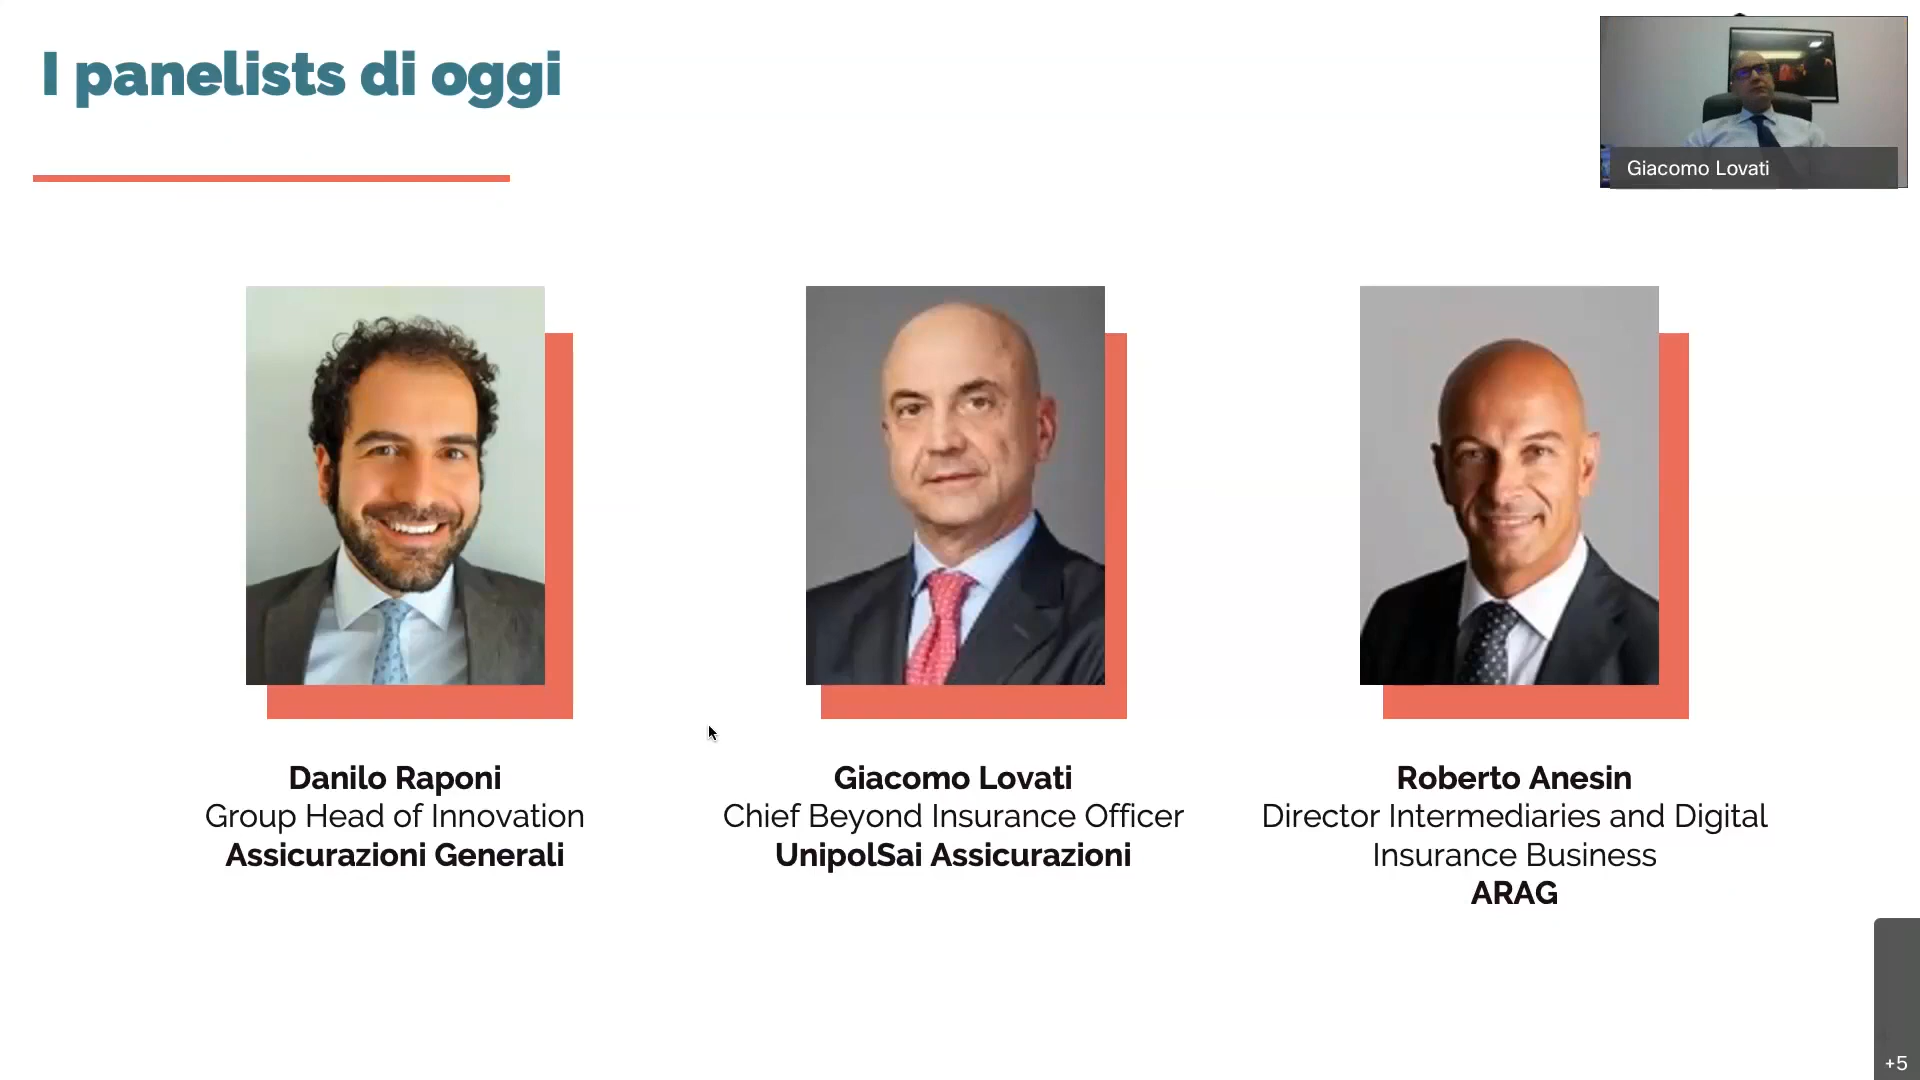 I panelists di oggi
Giacomo Lovati
Danilo Raponi
Group Head of Innovation
Assicurazioni Generali
Giacomo Lovati
Chief Beyond Insurance Officer
UnipolSai Assicurazioni
Roberto Anesin
Director Intermediaries and Digital
Insurance Business
ARAG
+5